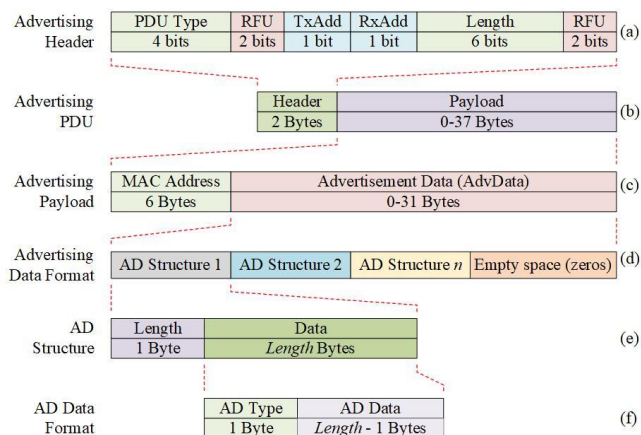 Advertising Header
PDU Type RFU TxAdd RxAdd Length RFU
4 bits 2 bits 1 bit 1 bit 6 bits 2 bits
(a)
Advertising PDU
Header Payload
2 Bytes 0-37 Bytes
(b)
Advertising Payload
MAC Address Advertisement Data (AdvData)
6 Bytes 0-31 Bytes
(c)
Advertising Data Format
AD Structure 1 AD Structure 2 AD Structure n Empty space (zeros)
(d)
AD Structure
Length Data
1 Byte Length Bytes
(e)
AD Data Format
AD Type AD Data
1 Byte Length - 1 Bytes
(f)